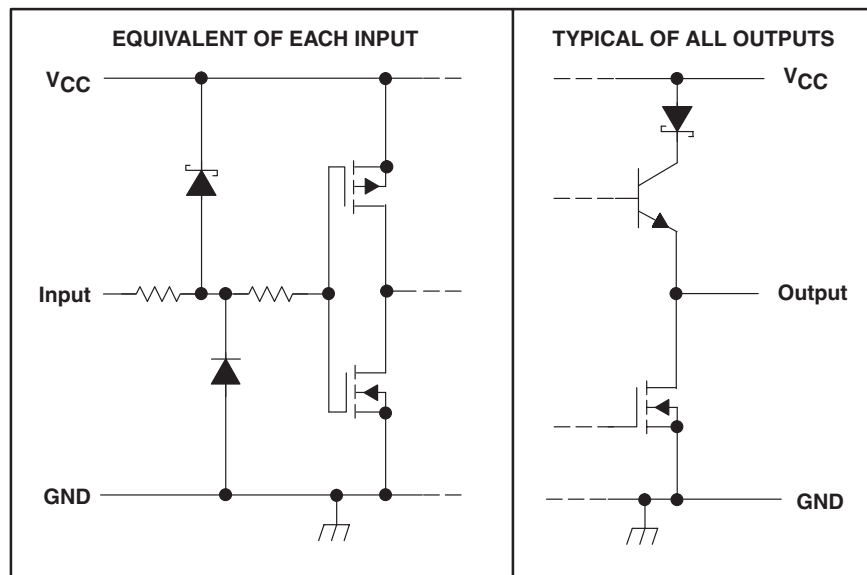 EQUIVALENT OF EACH INPUT
VCC
Input
GND
TYPICAL OF ALL OUTPUTS
VCC
Output
GND